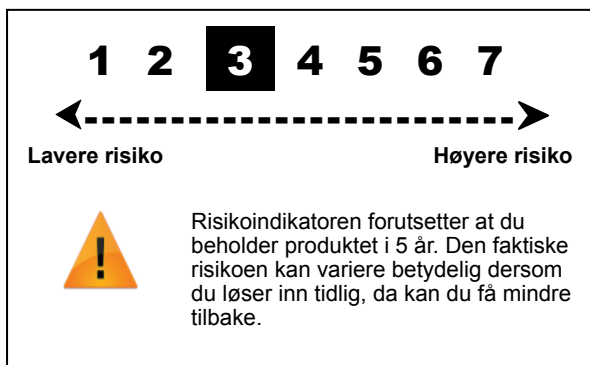 1 2 3 4 5 6 7
Lavere risiko Høyere risiko
Risikoindikatoren forutsetter at du
beholder produktet i 5 år. Den faktiske
risikoen kan variere betydelig dersom
du løser inn tidlig, da kan du få mindre
tilbake.